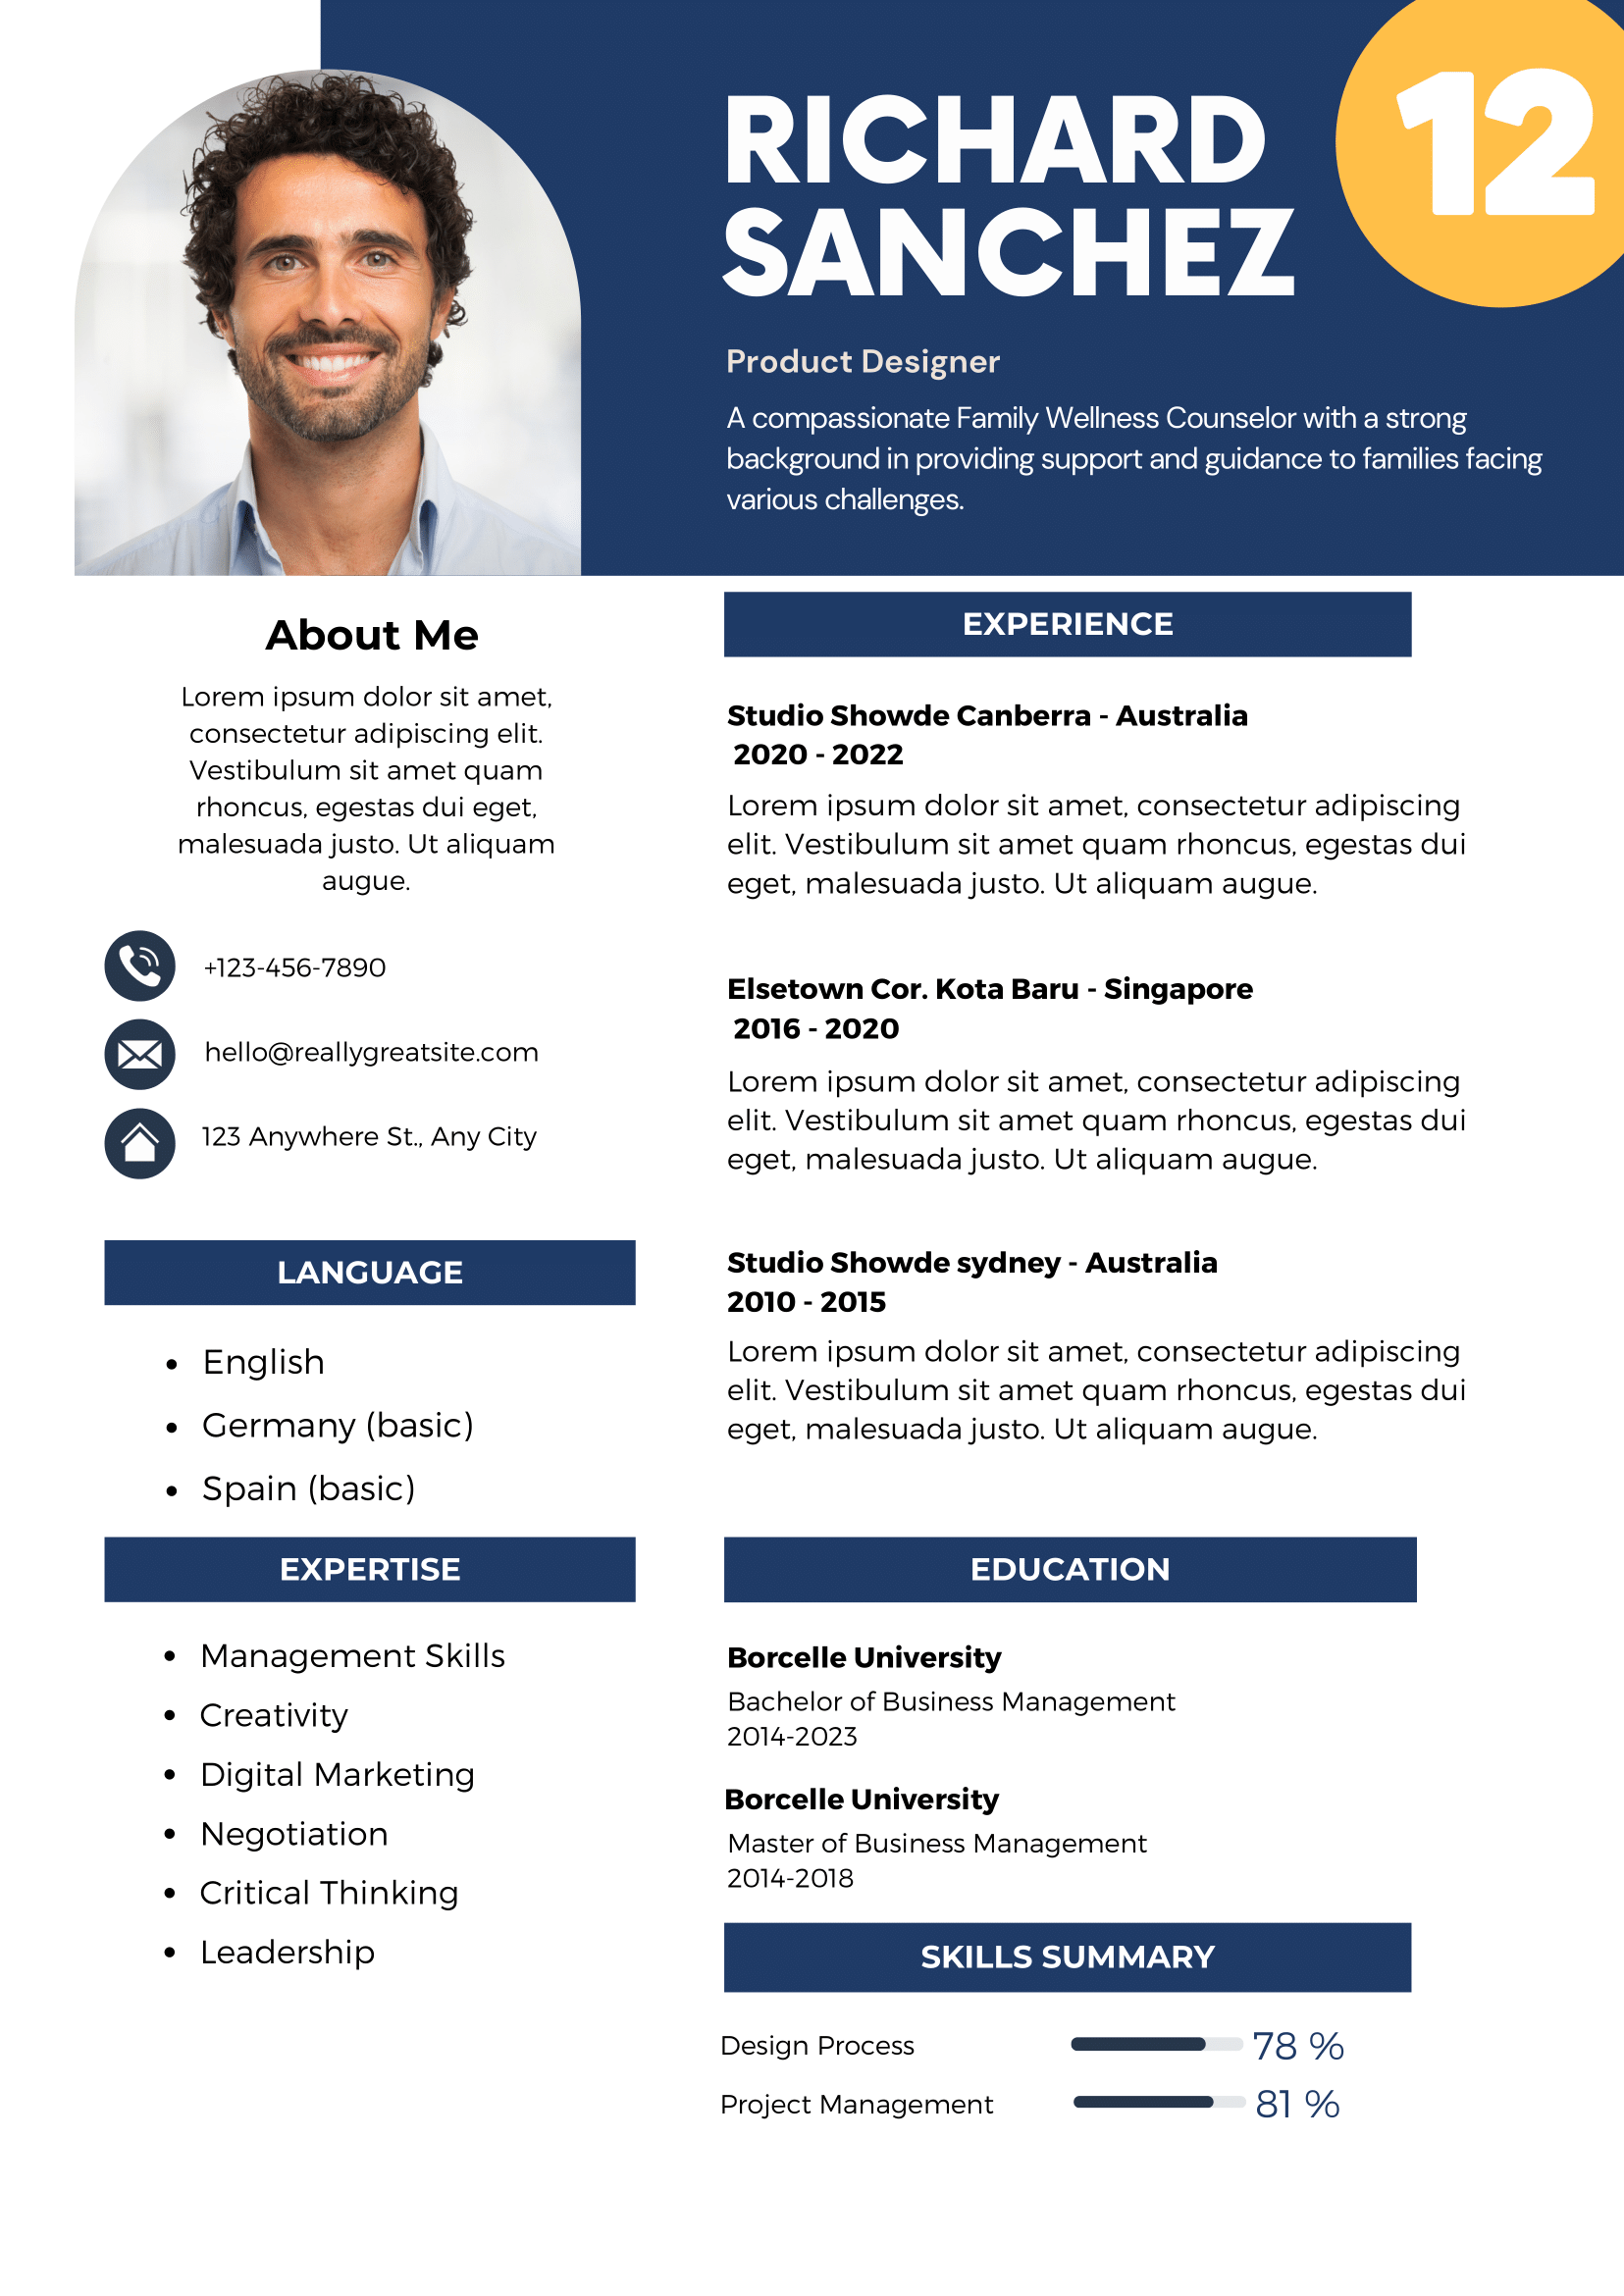 RICHARD
SANCHEZ
12
Product Designer
A compassionate Family Wellness Counselor with a strong
background in providing support and guidance to families facing
various challenges.
About Me
Lorem ipsum dolor sit amet,
consectetur adipiscing elit.
Vestibulum sit amet quam
rhoncus, egestas dui eget,
malesuada justo. Ut aliquam
augue.
+123-456-7890
hello@reallygreatsite.com
123 Anywhere St., Any City
LANGUAGE
English
Germany (basic)
Spain (basic)
EXPERTISE
Management Skills
Creativity
Digital Marketing
Negotiation
Critical Thinking
Leadership
EXPERIENCE
Studio Showde Canberra - Australia
2020 - 2022
Lorem ipsum dolor sit amet, consectetur adipiscing
elit. Vestibulum sit amet quam rhoncus, egestas dui
eget, malesuada justo. Ut aliquam augue.
Elsetown Cor. Kota Baru - Singapore
2016 - 2020
Lorem ipsum dolor sit amet, consectetur adipiscing
elit. Vestibulum sit amet quam rhoncus, egestas dui
eget, malesuada justo. Ut aliquam augue.
Studio Showde sydney - Australia
2010 - 2015
Lorem ipsum dolor sit amet, consectetur adipiscing
elit. Vestibulum sit amet quam rhoncus, egestas dui
eget, malesuada justo. Ut aliquam augue.
EDUCATION
Borcelle University
Bachelor of Business Management
2014-2023
Borcelle University
Master of Business Management
2014-2018
SKILLS SUMMARY
Design Process 78 %
Project Management 81 %